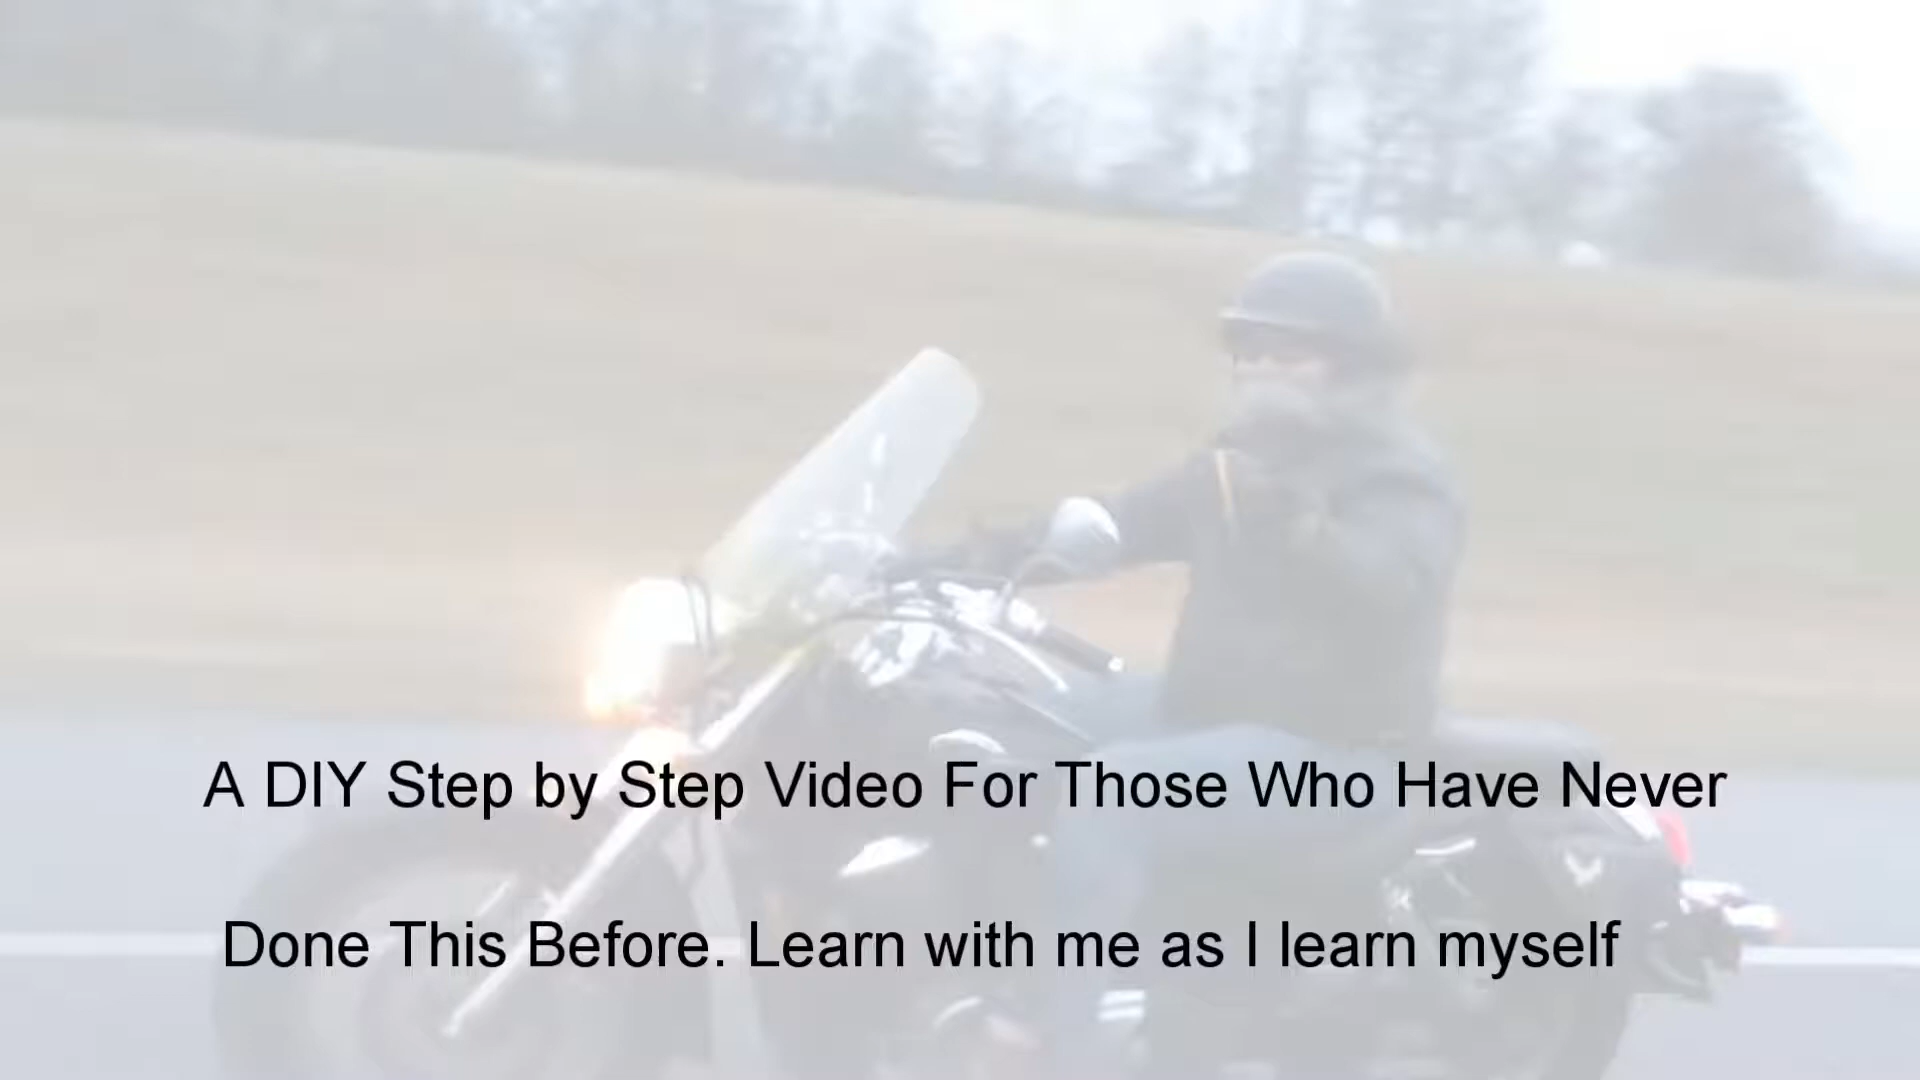 A DIY Step by Step Video For Those Who Have Never
Done This Before. Learn with me as I learn myself